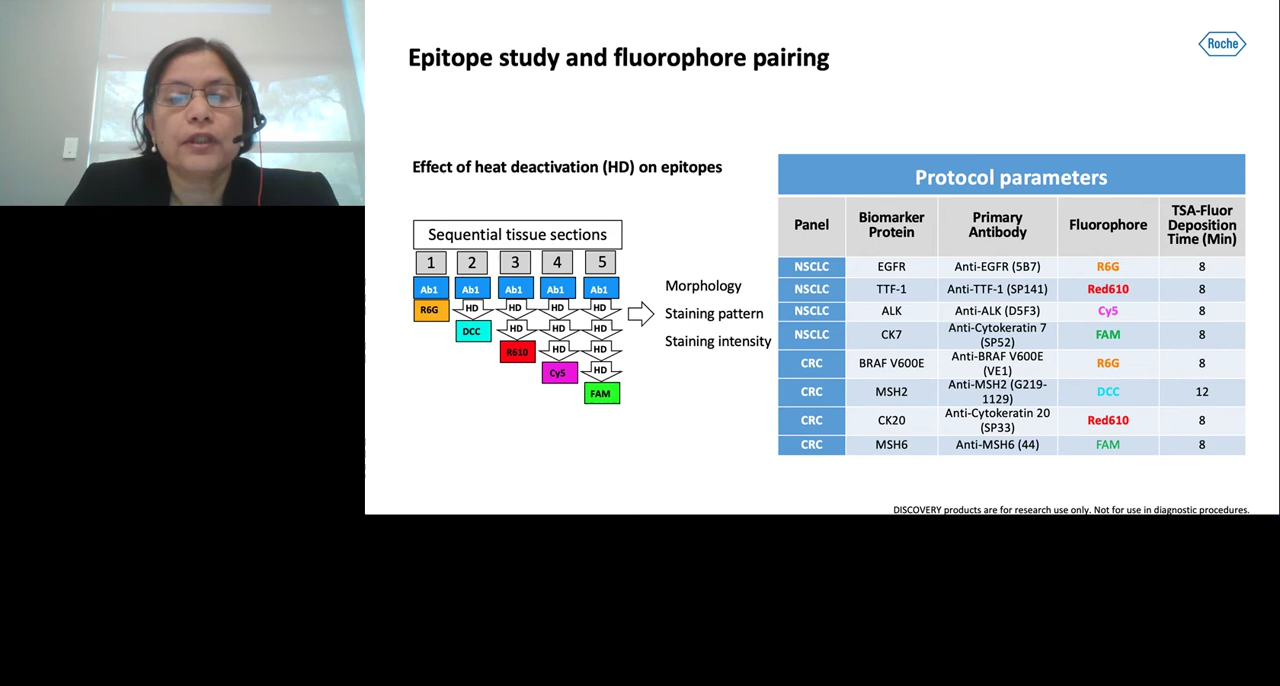 Epitope study and fluorophore pairing
Roche
Effect of heat deactivation (HD) on epitopes
Sequential tissue sections
1 2 3 4 5
Ab1 Ab1 Ab1 Ab1 Ab1
R6G HD HD HD HD
DCC HD HD HD
R610 HD HD
Cy5 HD
FAM
Morphology
Staining pattern
Staining intensity
Protocol parameters
Panel Biomarker Protein Primary Antibody Fluorophore TSA-Fluor Deposition Time (Min)
NSCLC EGFR Anti-EGFR (5B7) R6G 8
NSCLC TTF-1 Anti-TTF-1 (SP141) Red610 8
NSCLC ALK Anti-ALK (D5F3) Cy5 8
NSCLC CK7 Anti-Cytokeratin 7 (SP52) FAM 8
CRC BRAF V600E Anti-BRAF V600E (VE1) R6G 8
CRC MSH2 Anti-MSH2 (G219-1129) DCC 12
CRC CK20 Anti-Cytokeratin 20 (SP33) Red610 8
CRC MSH6 Anti-MSH6 (44) FAM 8
DISCOVERY products are for research use only. Not for use in diagnostic procedures.